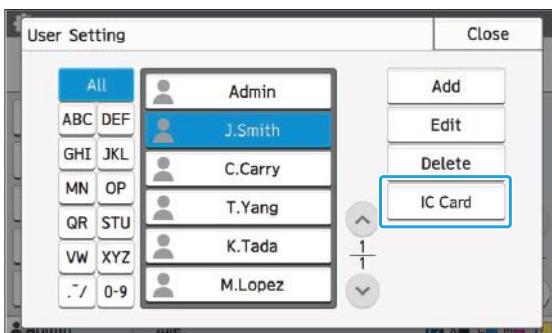 User Setting
Close
All
ABC DEF
GHI JKL
MN OP
QR STU
VW XYZ
.~/ 0-9
Admin
J.Smith
C.Carry
T.Yang
K.Tada
M.Lopez
1
1
Add
Edit
Delete
IC Card